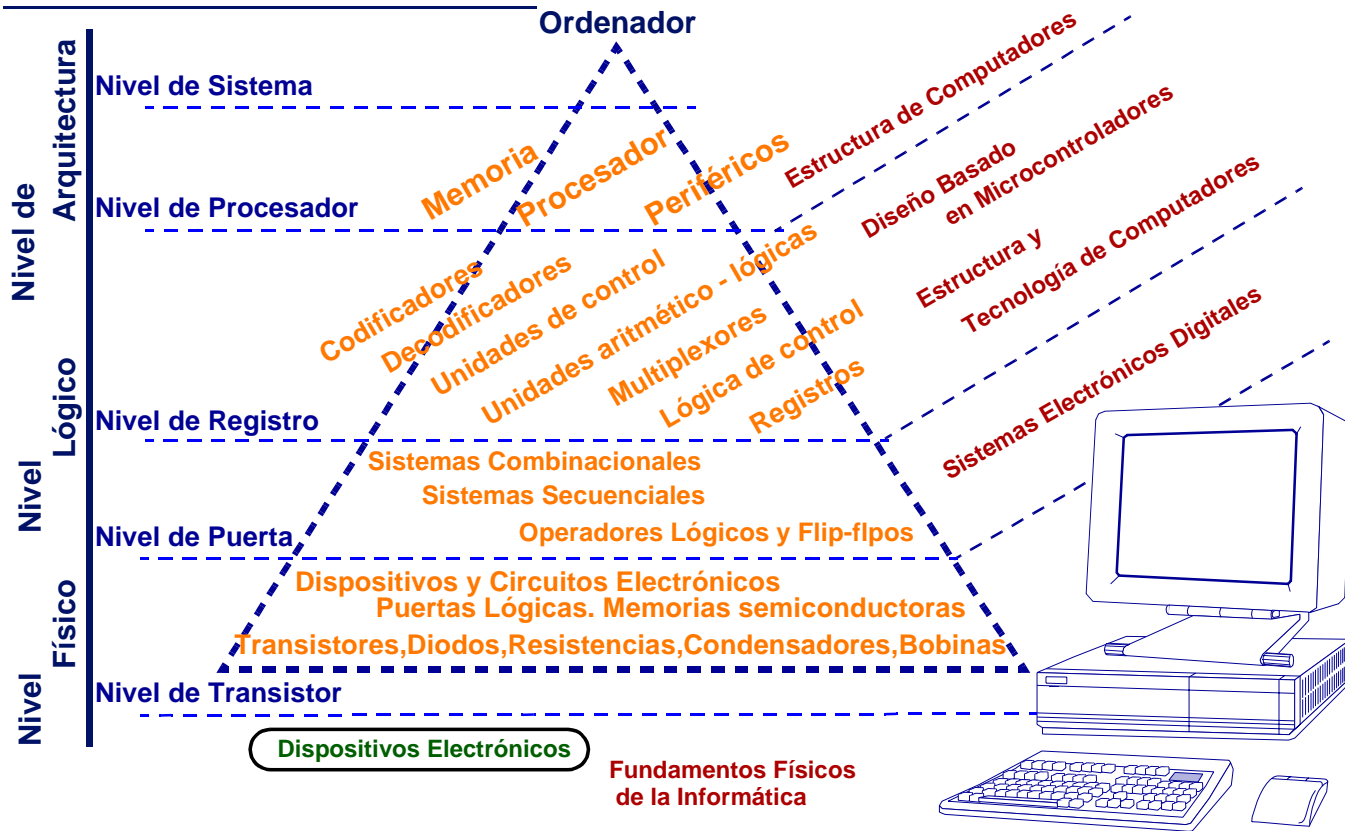 Ordenador
Nivel de
Arquitectura
Nivel
Lógico
Nivel
Físico
Nivel de Sistema
Memoria
Procesador
Periféricos
Estructura de Computadores
Nivel de Procesador
Diseño Basado
en Microcontroladores
Codificadores
Decodificadores
Unidades de control
Unidades aritmético - lógicas
Multiplexores
Lógica de control
Registros
Estructura y
Tecnología de Computadores
Nivel de Registro
Sistemas Combinacionales
Sistemas Secuenciales
Sistemas Electrónicos Digitales
Nivel de Puerta
Operadores Lógicos y Flip-flpos
Dispositivos y Circuitos Electrónicos
Puertas Lógicas. Memorias semiconductoras
Transistores,Diodos,Resistencias,Condensadores,Bobinas
Nivel de Transistor
Dispositivos Electrónicos
Fundamentos Físicos
de la Informática